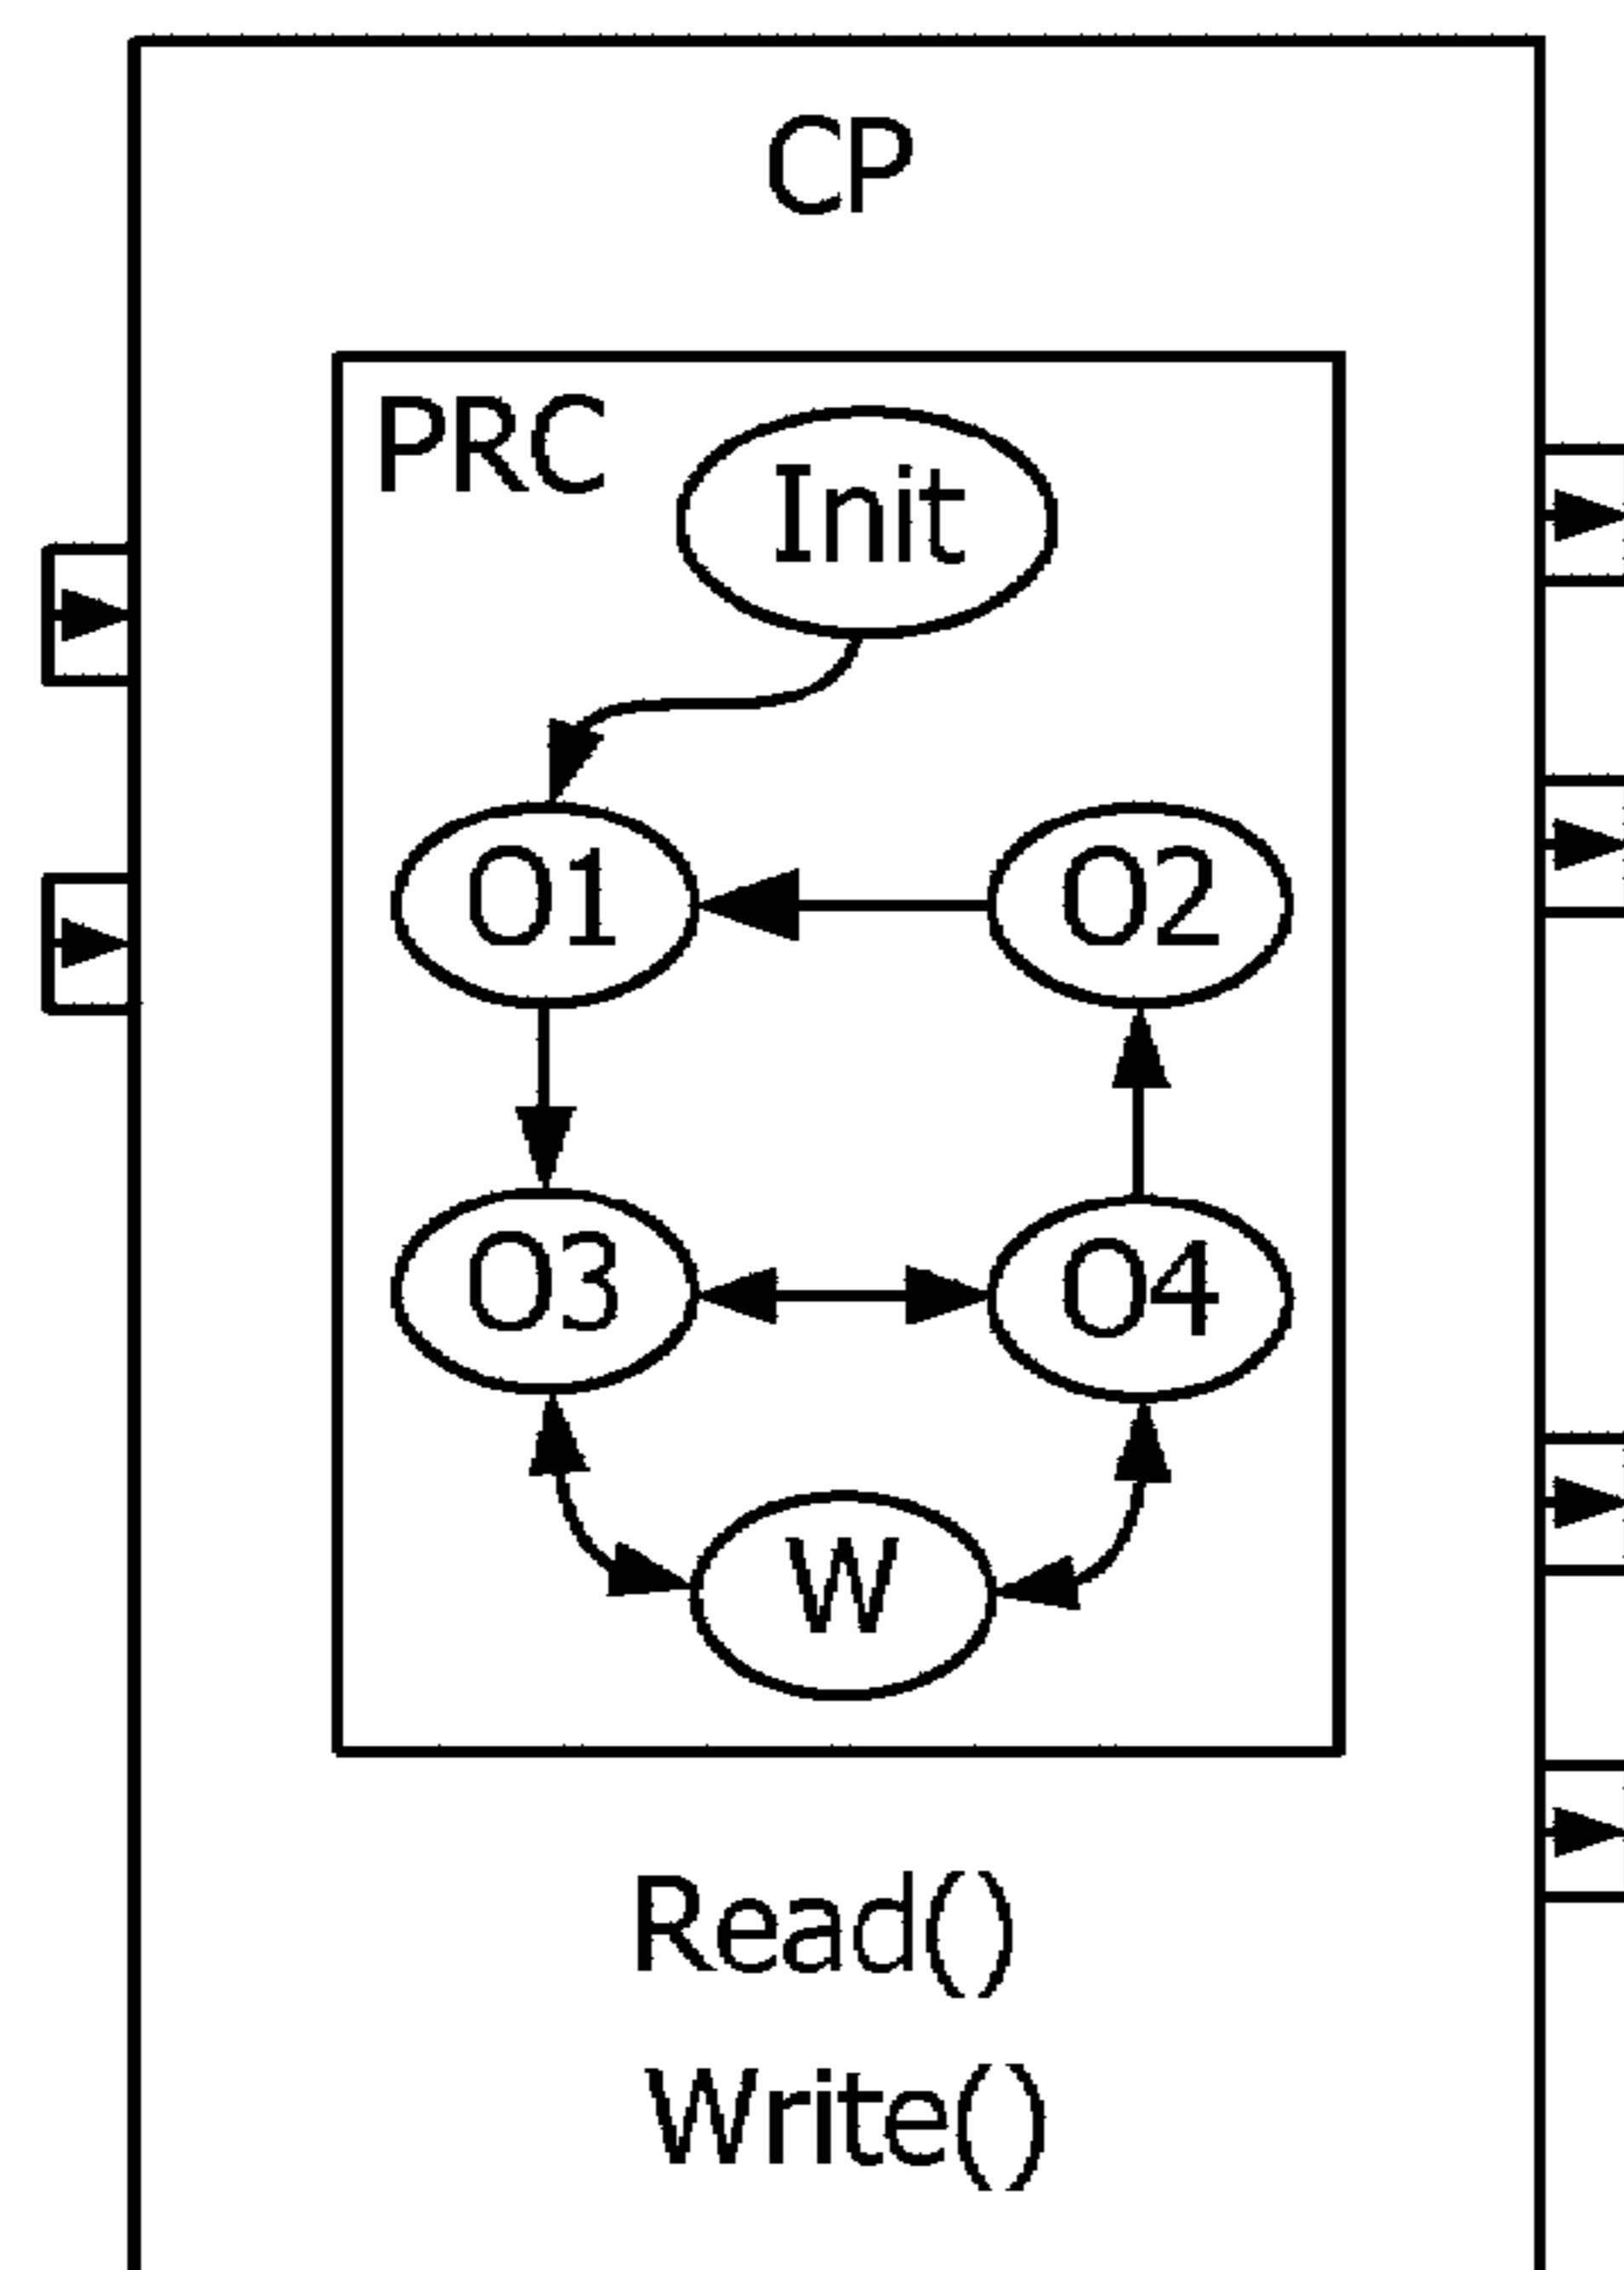 CP
PRC
Init
O1
O2
O3
O4
W
Read()
Write()